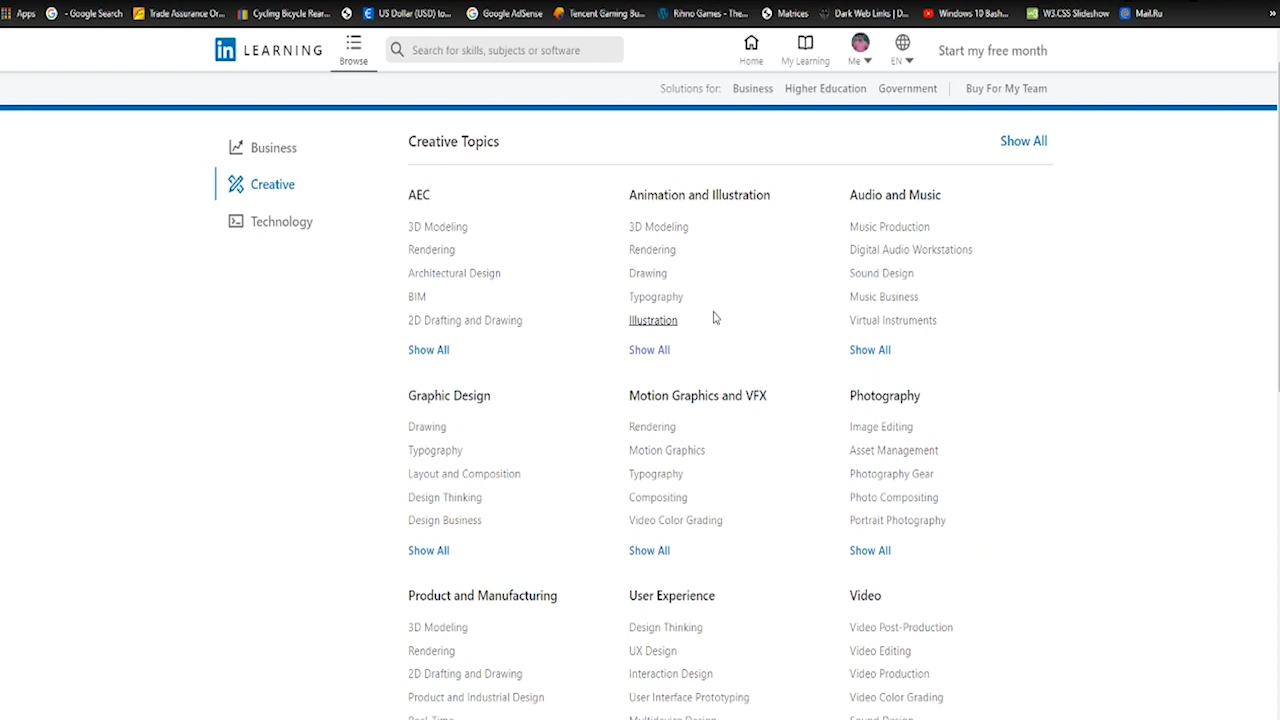 Apps
- Google Search
Trade Assurance Or...
Cycling Bicycle Rear...
US Dollar (USD) to...
Google AdSense
Tencent Gaming Bu...
Rihno Games - The...
Matrices
Dark Web Links | D...
Windows 10 Bash...
W3.CSS Slideshow
Mail.Ru
»
in LEARNING
Browse
Search for skills, subjects or software
Home
My Learning
Me
EN
Start my free month
Solutions for:
Business
Higher Education
Government
Buy For My Team
Business
Creative
Technology
Creative Topics
Show All
AEC
3D Modeling
Rendering
Architectural Design
BIM
2D Drafting and Drawing
Show All
Animation and Illustration
3D Modeling
Rendering
Drawing
Typography
Illustration
Show All
Audio and Music
Music Production
Digital Audio Workstations
Sound Design
Music Business
Virtual Instruments
Show All
Graphic Design
Drawing
Typography
Layout and Composition
Design Thinking
Design Business
Show All
Motion Graphics and VFX
Rendering
Motion Graphics
Typography
Compositing
Video Color Grading
Show All
Photography
Image Editing
Asset Management
Photography Gear
Photo Compositing
Portrait Photography
Show All
Product and Manufacturing
3D Modeling
Rendering
2D Drafting and Drawing
Product and Industrial Design
Real-Time
User Experience
Design Thinking
UX Design
Interaction Design
User Interface Prototyping
Multidevice Design
Video
Video Post-Production
Video Editing
Video Production
Video Color Grading
Sound Design